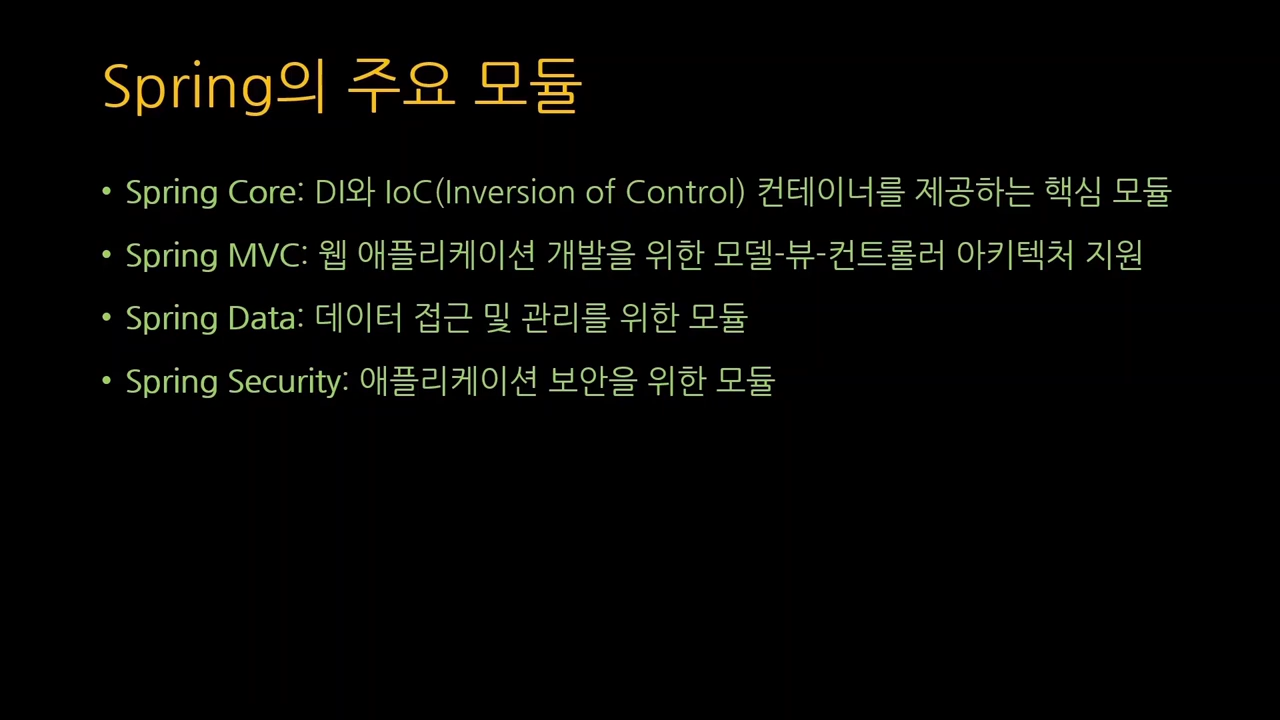 Spring의 주요 모듈
• Spring Core: DI와 IoC(Inversion of Control) 컨테이너를 제공하는 핵심 모듈
• Spring MVC: 웹 애플리케이션 개발을 위한 모델-뷰-컨트롤러 아키텍처 지원
• Spring Data: 데이터 접근 및 관리를 위한 모듈
• Spring Security: 애플리케이션 보안을 위한 모듈